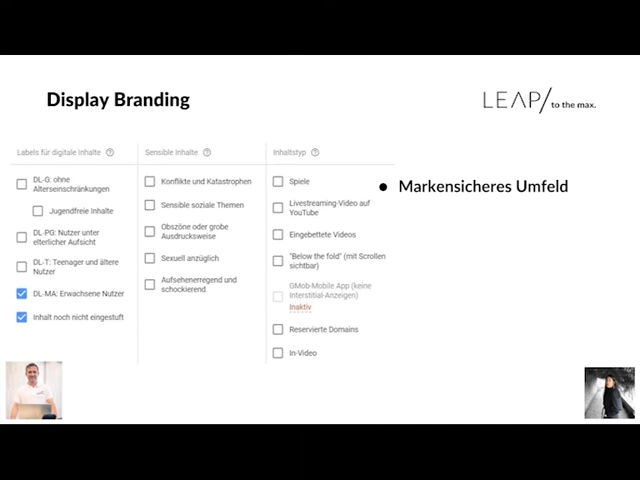 Display Branding
LEAP/ to the max.
Labels für digitale Inhalte
DL-G: ohne
Alterseinschränkungen
Jugendfreie Inhalte
DL-PG: Nutzer unter
elterlicher Aufsicht
DL-T: Teenager und ältere
Nutzer
DL-MA: Erwachsene Nutzer
Inhalt noch nicht eingestuft
Sensible Inhalte
Konflikte und Katastrophen
Sensible soziale Themen
Obszöne oder grobe
Ausdrucksweise
Sexuell anzüglich
Aufsehenerregend und
schockierend
Inhaltstyp
Spiele
Livestreaming-Video auf
YouTube
Eingebettete Videos
"Below the fold" (mit Scrollen
sichtbar)
GMob-Mobile App (keine
Interstitial-Anzeigen)
Inaktiv
Reservierte Domains
In-Video
● Markensicheres Umfeld